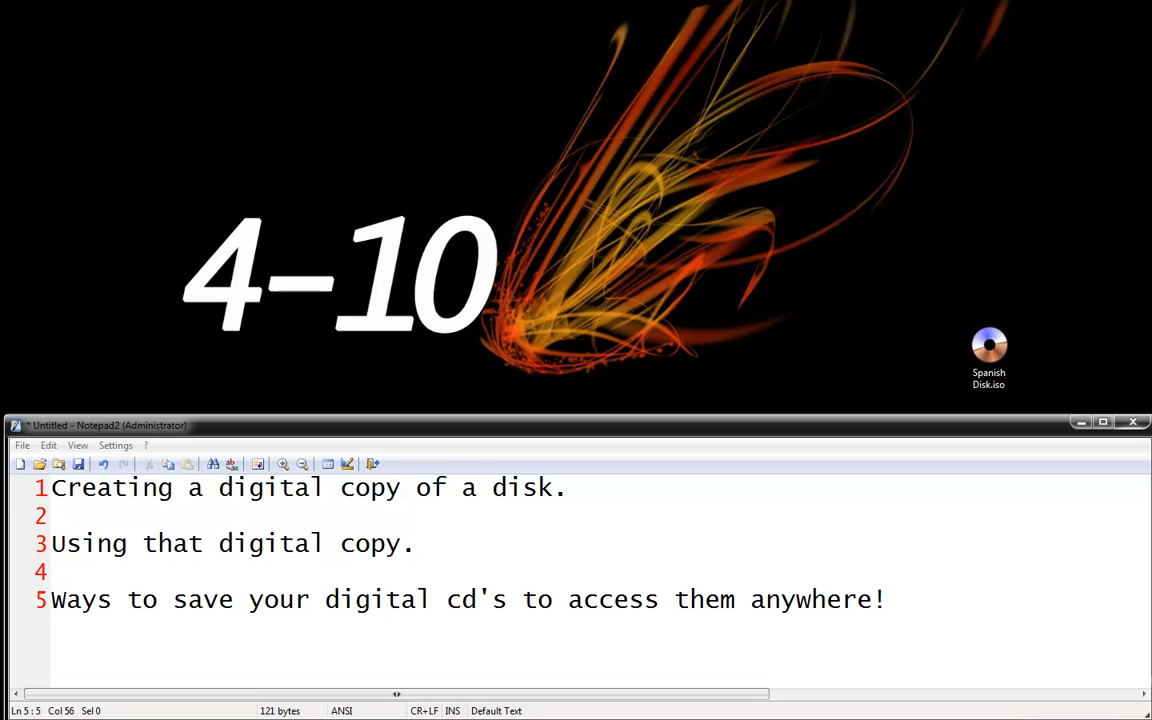 4-10
Spanish
Disk.iso
* Untitled - Notepad2 (Administrator)
File Edit View Settings ?
1 Creating a digital copy of a disk.
2
3 Using that digital copy.
4
5 Ways to save your digital cd's to access them anywhere!
Ln 5 : 5 Col 56 Sel 0 121 bytes ANSI CR+LF INS Default Text